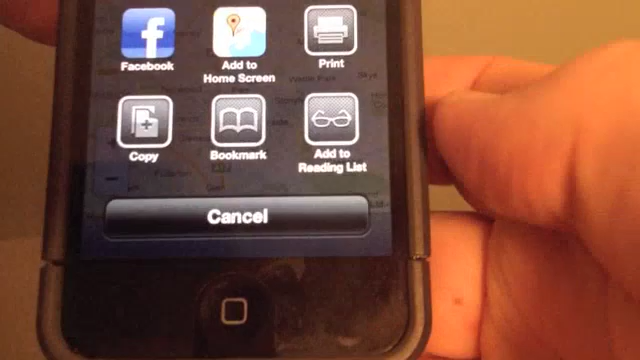 Facebook
Add to
Home Screen
Print
Copy
Bookmark
Add to
Reading List
Cancel